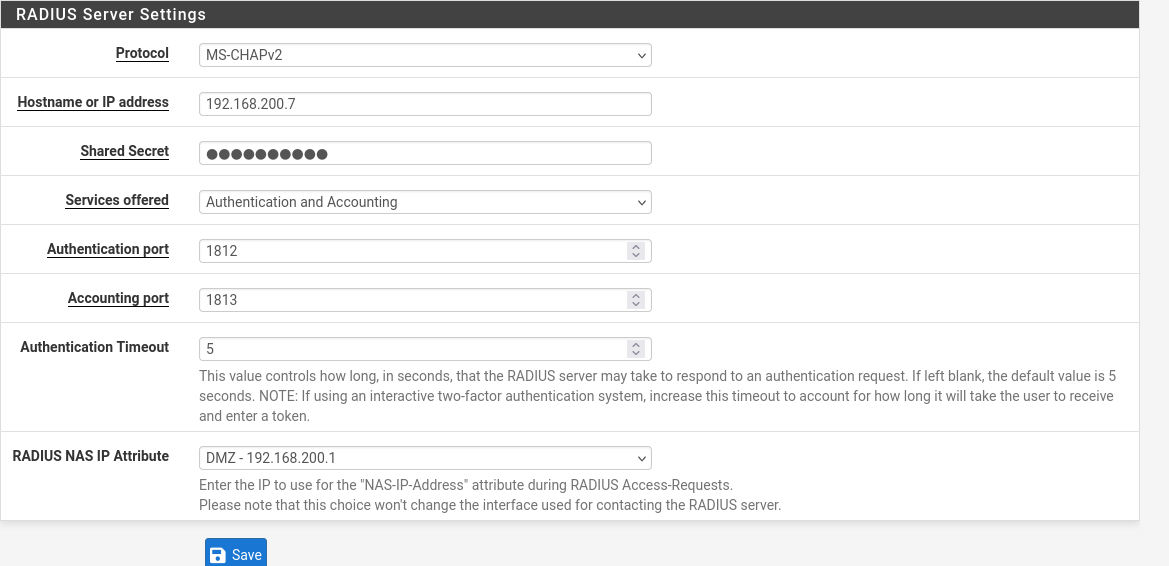 RADIUS Server Settings
Protocol
MS-CHAPv2
Hostname or IP address
192.168.200.7
Shared Secret
●●●●●●●●●●
Services offered
Authentication and Accounting
Authentication port
1812
Accounting port
1813
Authentication Timeout
5
This value controls how long, in seconds, that the RADIUS server may take to respond to an authentication request. If left blank, the default value is 5
seconds. NOTE: If using an interactive two-factor authentication system, increase this timeout to account for how long it will take the user to receive
and enter a token.
RADIUS NAS IP Attribute
DMZ - 192.168.200.1
Enter the IP to use for the "NAS-IP-Address" attribute during RADIUS Access-Requests.
Please note that this choice won't change the interface used for contacting the RADIUS server.
Save